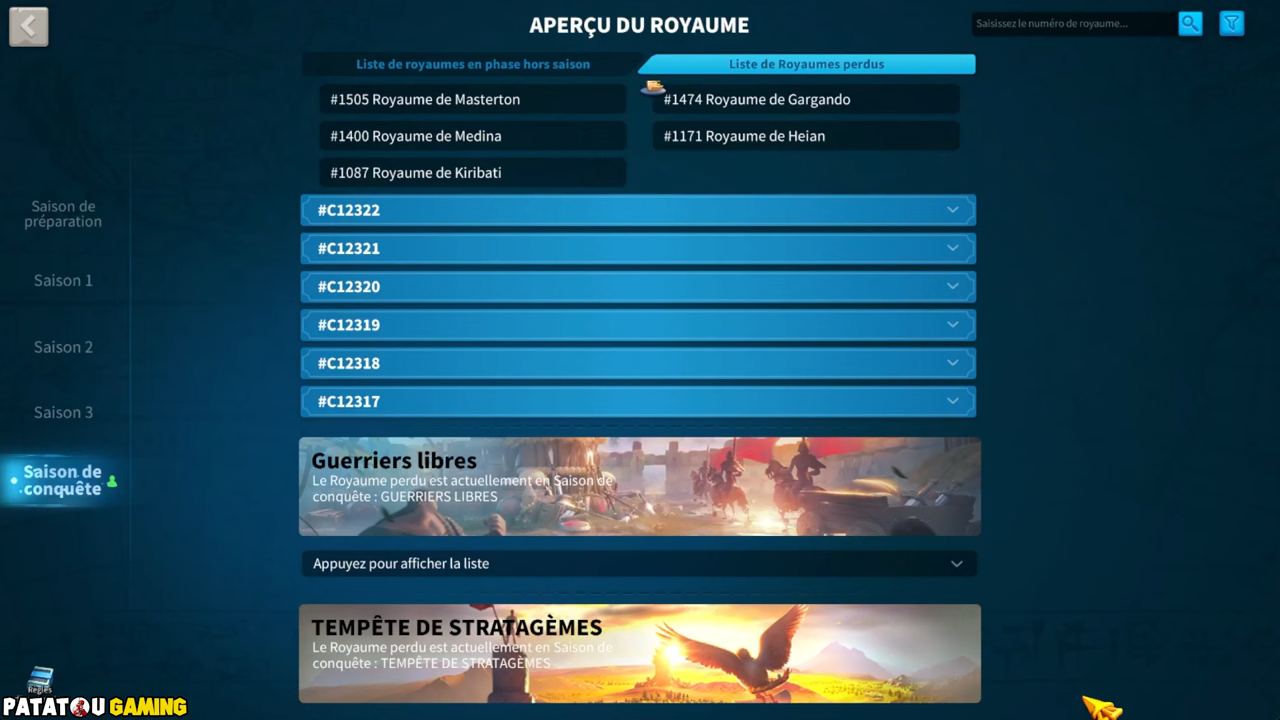 APERÇU DU ROYAUME
Saisissez le numéro de royaume...
Liste de royaumes en phase hors saison
Liste de Royaumes perdus
#1505 Royaume de Masterton
#1474 Royaume de Gargando
#1400 Royaume de Medina
#1171 Royaume de Heian
#1087 Royaume de Kiribati
Saison de
préparation
Saison 1
Saison 2
Saison 3
Saison de
conquête
#C12322
#C12321
#C12320
#C12319
#C12318
#C12317
Guerriers libres
Le Royaume perdu est actuellement en Saison de
conquête : GUERRIERS LIBRES
Appuyez pour afficher la liste
TEMPÊTE DE STRATAGÈMES
Le Royaume perdu est actuellement en Saison de
conquête : TEMPÊTE DE STRATAGÈMES
Règles
PATATOU GAMING